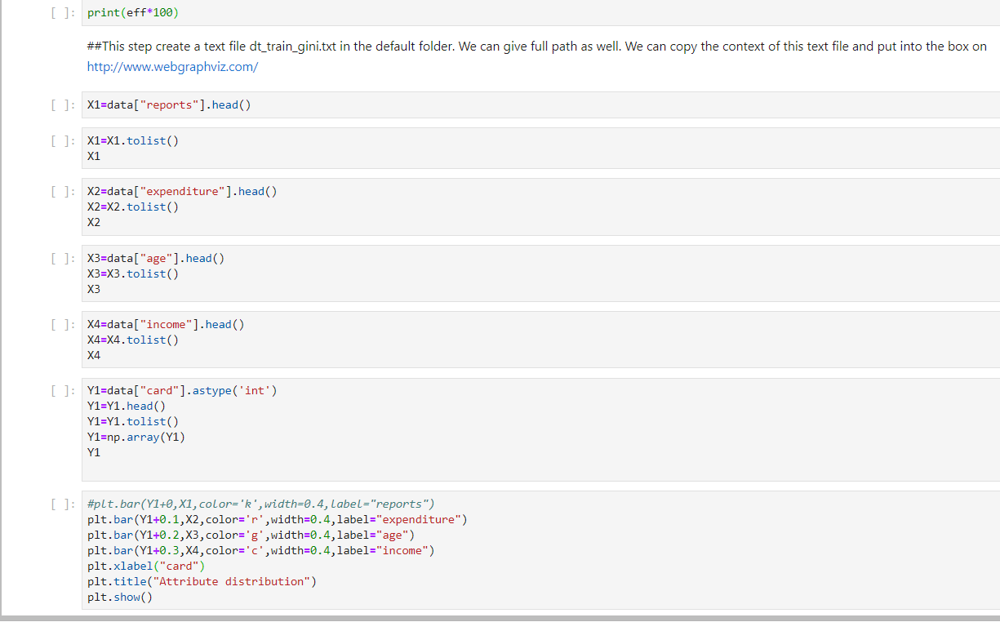 [ ]: print(eff*100)
##This step create a text file dt_train_gini.txt in the default folder. We can give full path as well. We can copy the context of this text file and put into the box on
http://www.webgraphviz.com/
[ ]: X1=data["reports"].head()
[ ]: X1=X1.tolist()
X1
[ ]: X2=data["expenditure"].head()
X2=X2.tolist()
X2
[ ]: X3=data["age"].head()
X3=X3.tolist()
X3
[ ]: X4=data["income"].head()
X4=X4.tolist()
X4
[ ]: Y1=data["card"].astype('int')
Y1=Y1.head()
Y1=Y1.tolist()
Y1=np.array(Y1)
Y1
[ ]: #plt.bar(Y1+0,X1,color='k',width=0.4,label="reports")
plt.bar(Y1+0.1,X2,color='r',width=0.4,label="expenditure")
plt.bar(Y1+0.2,X3,color='g',width=0.4,label="age")
plt.bar(Y1+0.3,X4,color='c',width=0.4,label="income")
plt.xlabel("card")
plt.title("Attribute distribution")
plt.show()